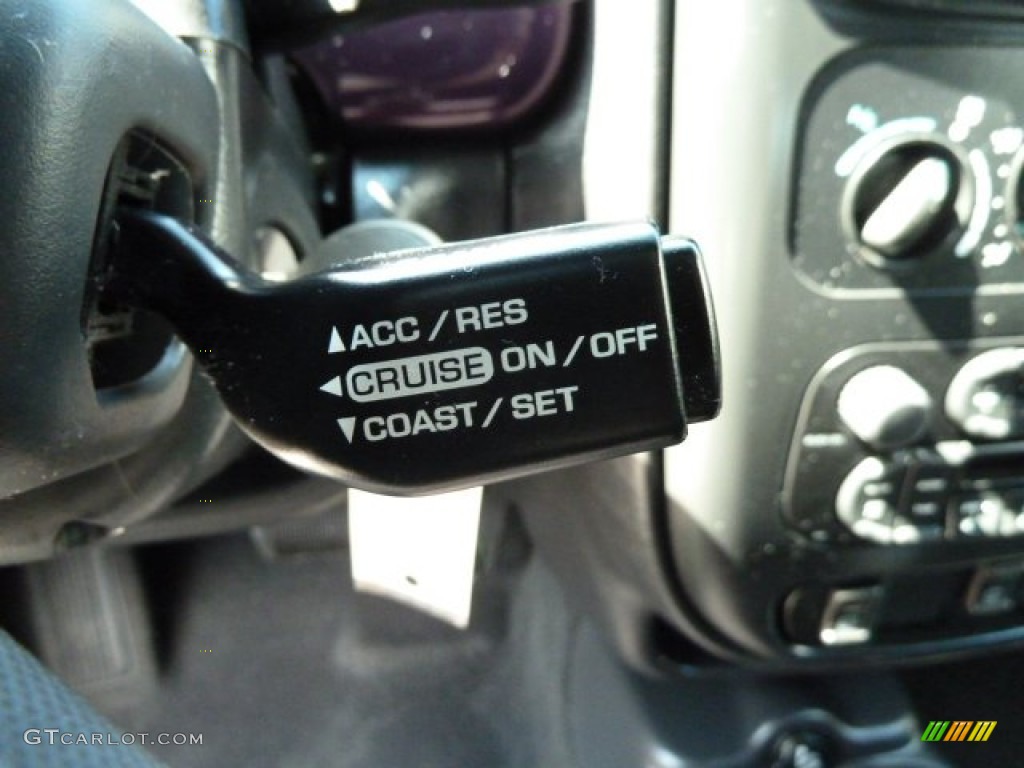 ▲ACC / RES
◀CRUISE ON / OFF
▼COAST / SET
GTCARLOT.COM